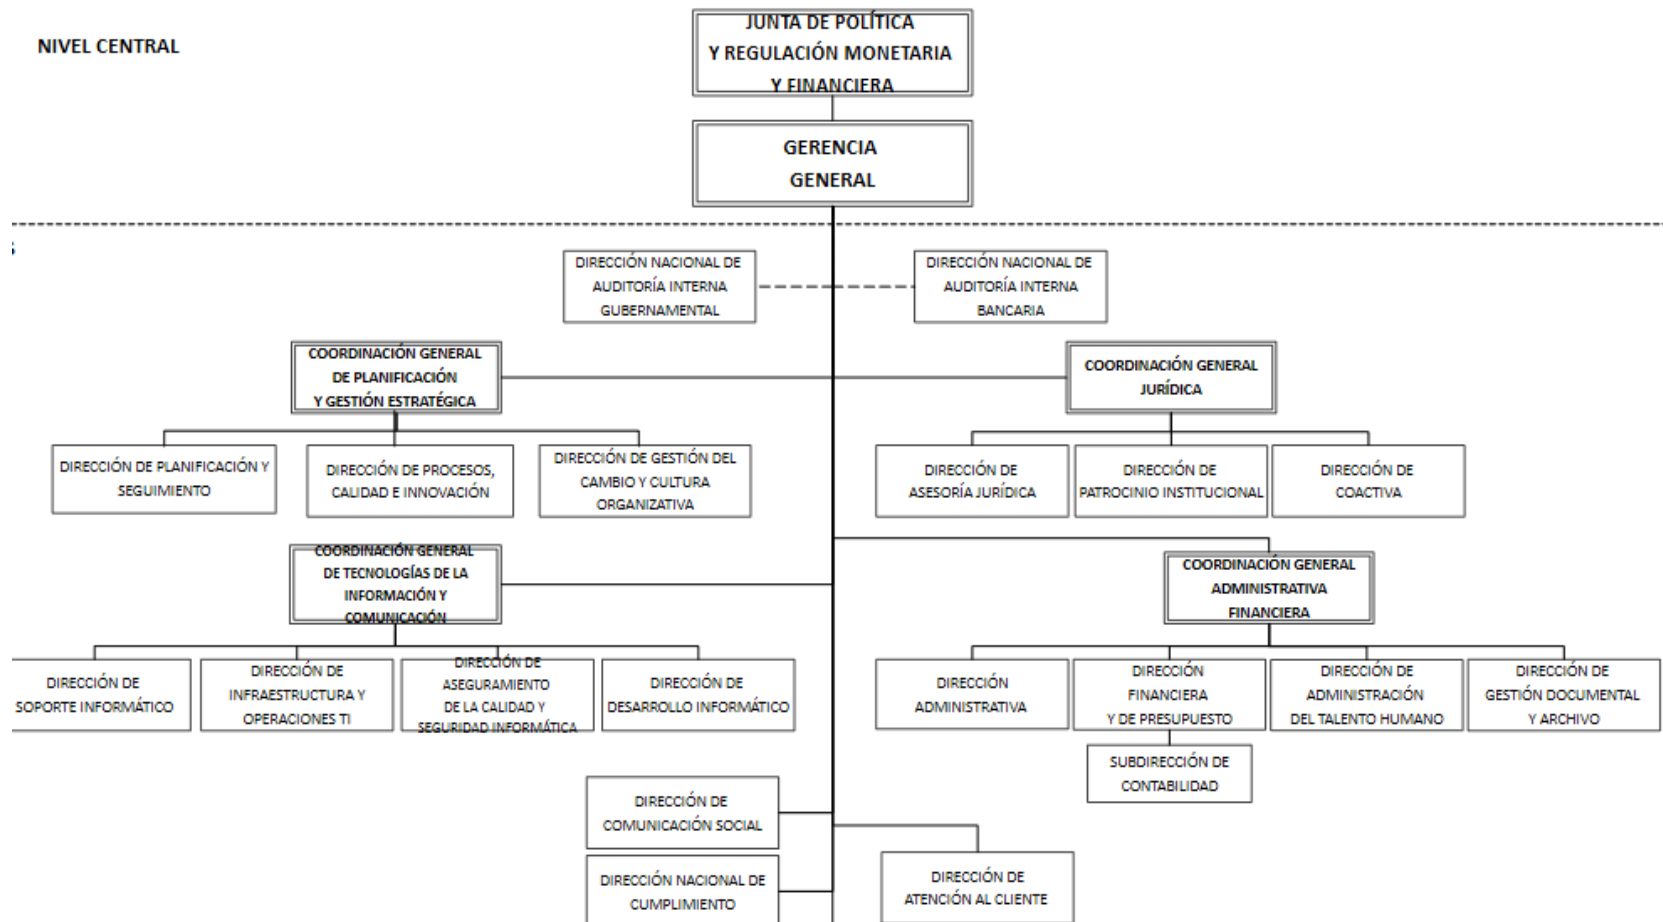 NIVEL CENTRAL
JUNTA DE POLÍTICA
Y REGULACIÓN MONETARIA
Y FINANCIERA
GERENCIA
GENERAL
DIRECCIÓN NACIONAL DE
AUDITORÍA INTERNA
GUBERNAMENTAL
DIRECCIÓN NACIONAL DE
AUDITORÍA INTERNA
BANCARIA
COORDINACIÓN GENERAL
DE PLANIFICACIÓN
Y GESTIÓN ESTRATÉGICA
COORDINACIÓN GENERAL
JURÍDICA
DIRECCIÓN DE PLANIFICACIÓN Y
SEGUIMIENTO
DIRECCIÓN DE PROCESOS,
CALIDAD E INNOVACIÓN
DIRECCIÓN DE GESTIÓN DEL
CAMBIO Y CULTURA
ORGANIZATIVA
DIRECCIÓN DE
ASESORÍA JURÍDICA
DIRECCIÓN DE
PATROCINIO INSTITUCIONAL
DIRECCIÓN DE
COACTIVA
COORDINACIÓN GENERAL
DE TECNOLOGÍAS DE LA
INFORMACIÓN Y
COMUNICACIÓN
COORDINACIÓN GENERAL
ADMINISTRATIVA
FINANCIERA
DIRECCIÓN DE
SOPORTE INFORMÁTICO
DIRECCIÓN DE
INFRAESTRUCTURA Y
OPERACIONES TI
DIRECCIÓN DE
ASEGURAMIENTO
DE LA CALIDAD Y
SEGURIDAD INFORMÁTICA
DIRECCIÓN DE
DESARROLLO INFORMÁTICO
DIRECCIÓN
ADMINISTRATIVA
DIRECCIÓN
FINANCIERA
Y DE PRESUPUESTO
DIRECCIÓN DE
ADMINISTRACIÓN
DEL TALENTO HUMANO
DIRECCIÓN DE
GESTIÓN DOCUMENTAL
Y ARCHIVO
SUBDIRECCIÓN DE
CONTABILIDAD
DIRECCIÓN DE
COMUNICACIÓN SOCIAL
DIRECCIÓN NACIONAL DE
CUMPLIMIENTO
DIRECCIÓN DE
ATENCIÓN AL CLIENTE